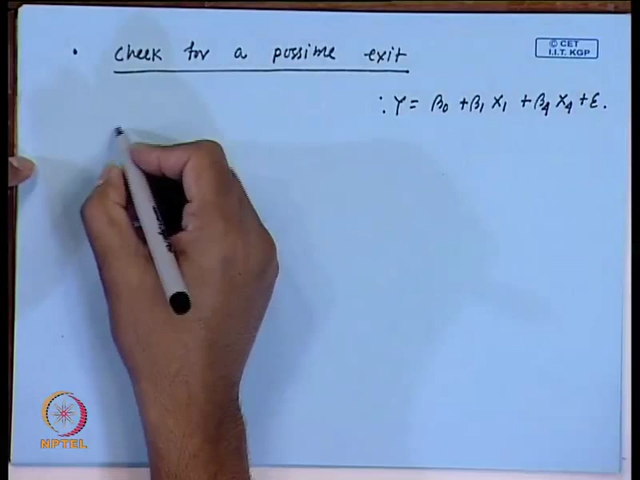 • Check for a possible exit
© CET
I.I.T. KGP
: Y = β₀ + β₁ X₁ + β₄ X₄ + ε.
NPTEL